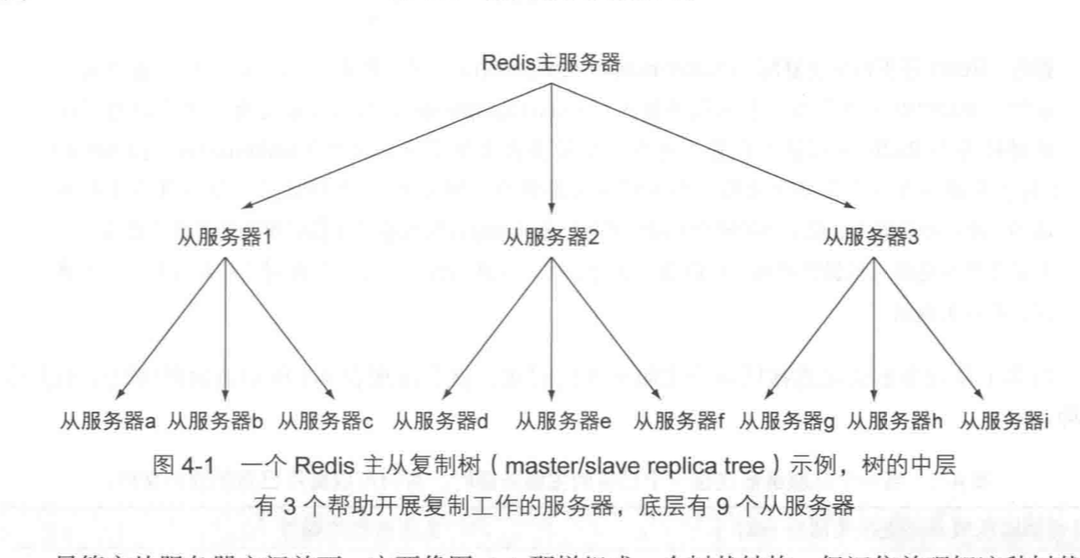 Redis主服务器
从服务器1 从服务器2 从服务器3
从服务器a 从服务器b 从服务器c 从服务器d 从服务器e 从服务器f 从服务器g 从服务器h 从服务器i
图 4-1 一个 Redis 主从复制树（master/slave replica tree）示例，树的中层
有 3 个帮助开展复制工作的服务器，底层有 9 个从服务器